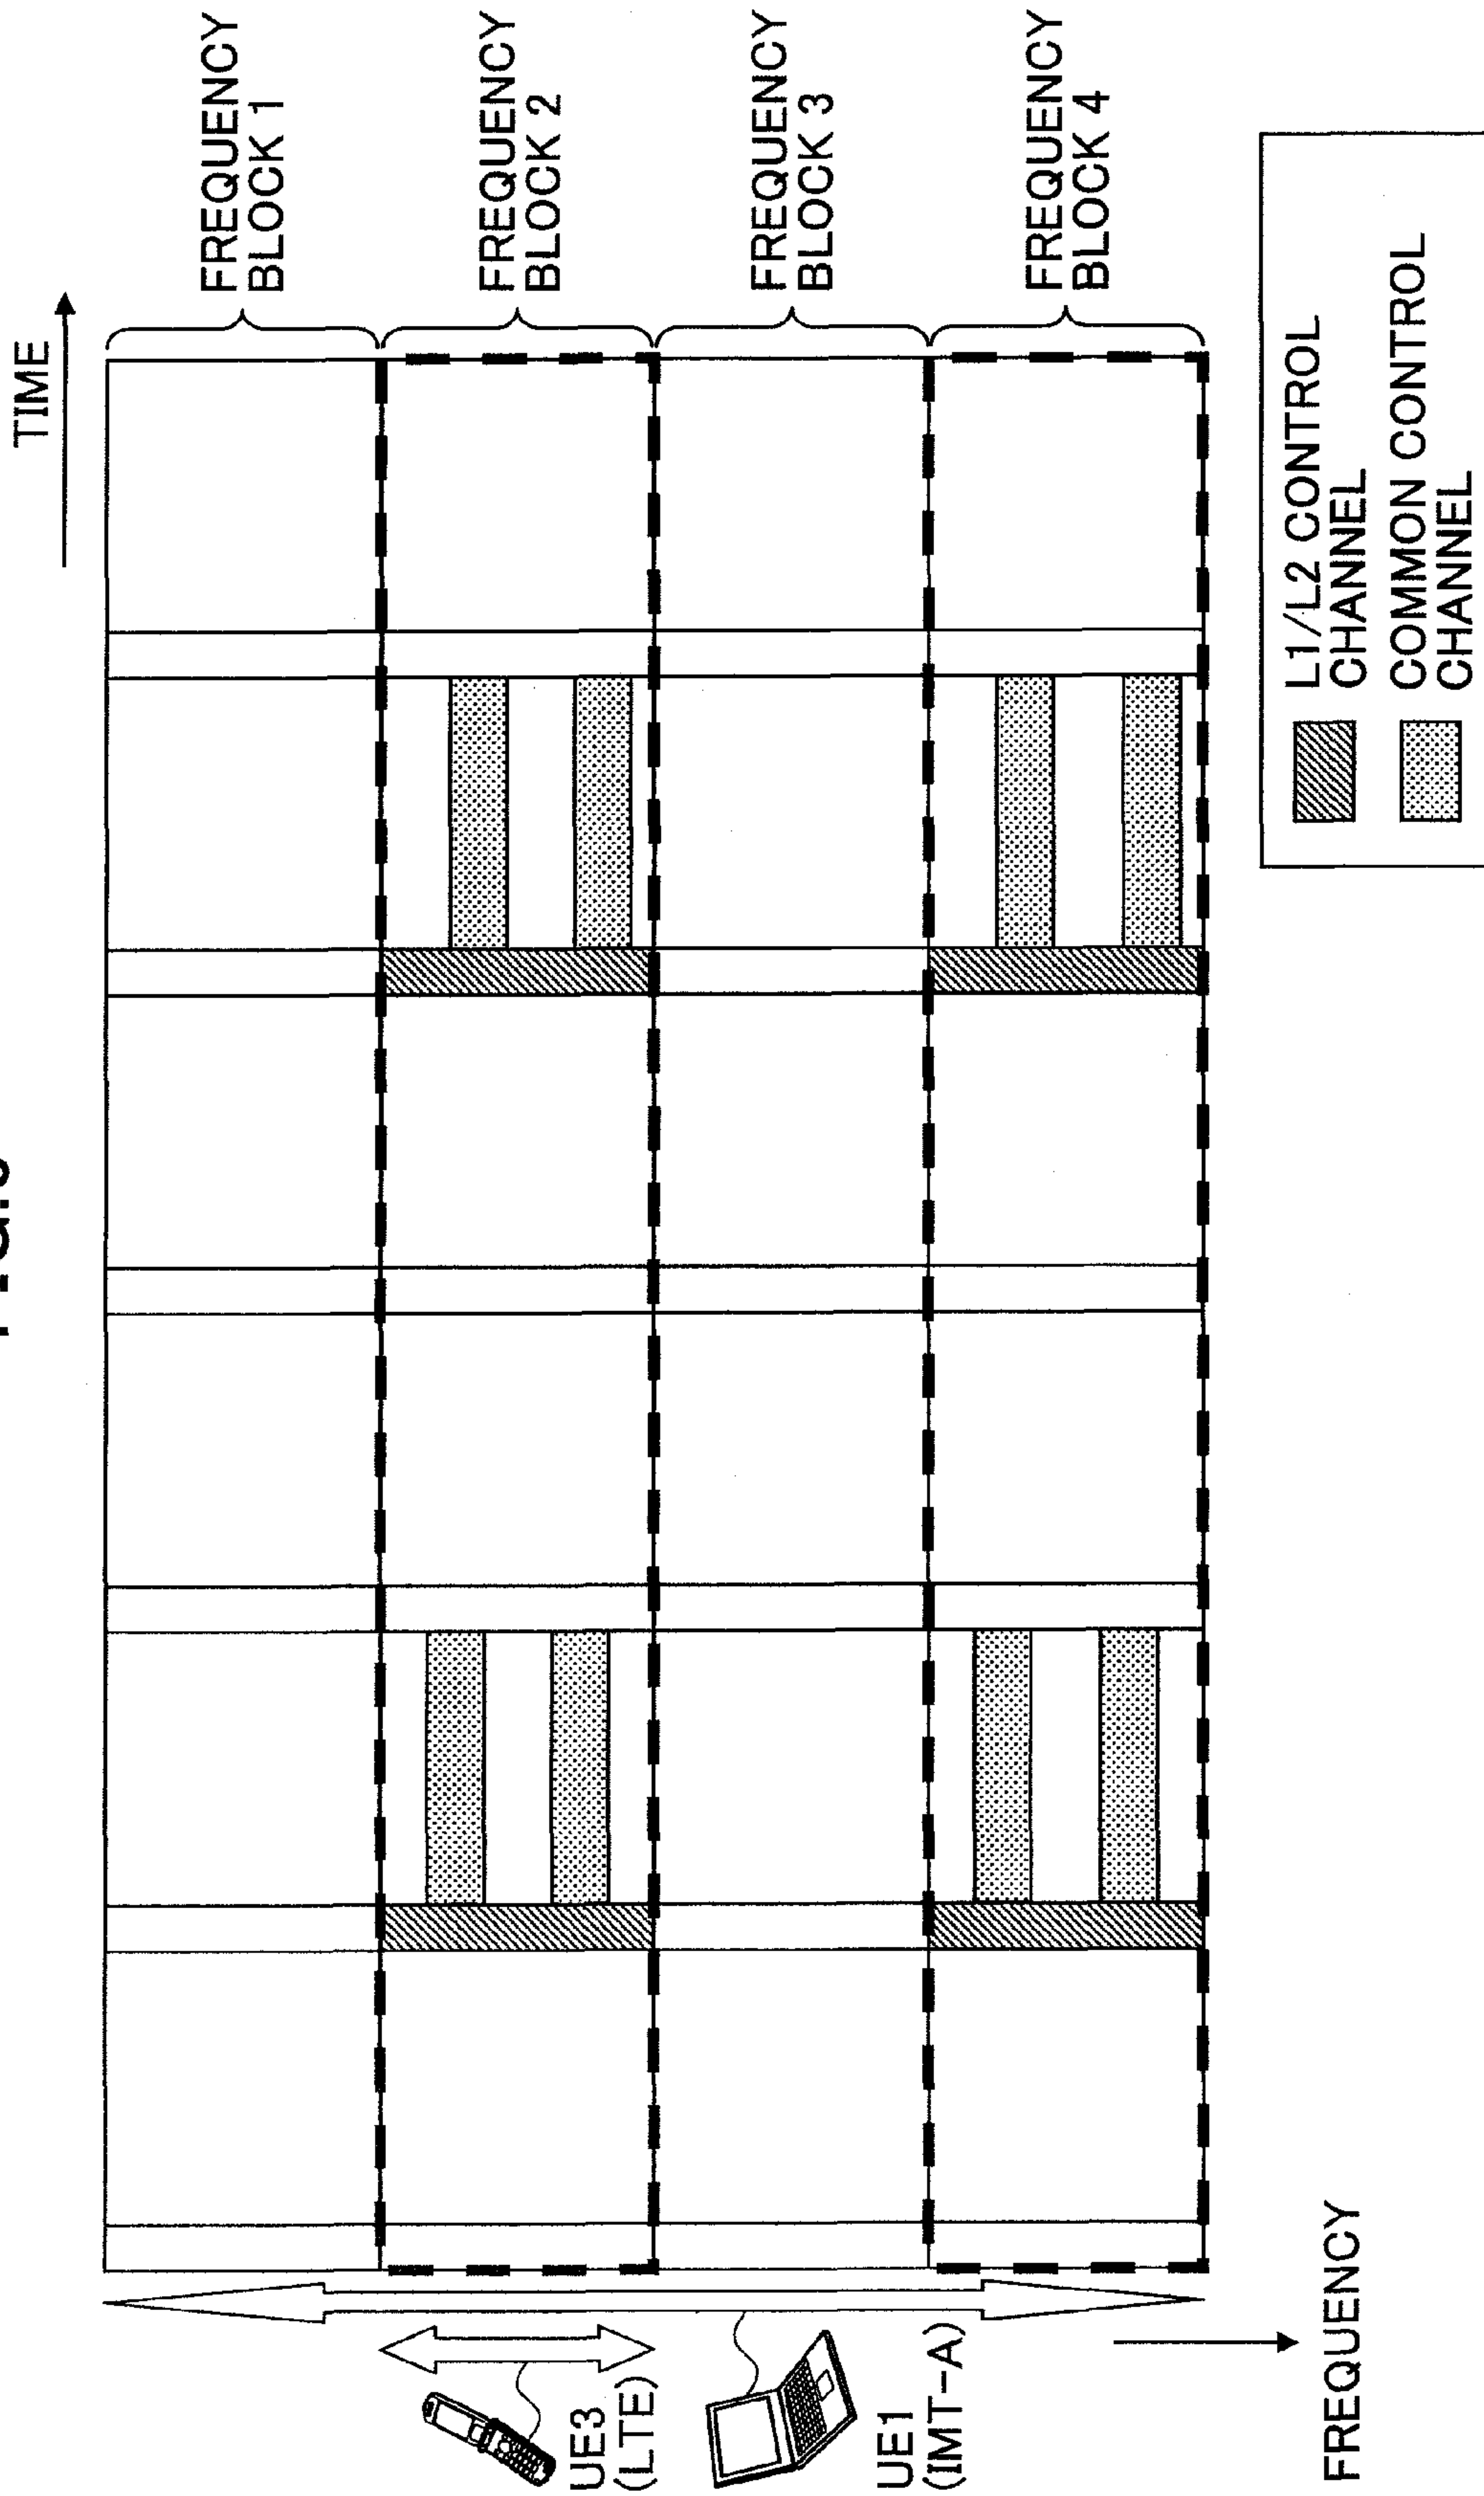 TIME
FREQUENCY
BLOCK 1
FREQUENCY
BLOCK 2
FREQUENCY
BLOCK 3
FREQUENCY
BLOCK 4
UE3
(LTE)
UE1
(IMT-A)
FREQUENCY
L1/L2 CONTROL
CHANNEL
COMMON CONTROL
CHANNEL